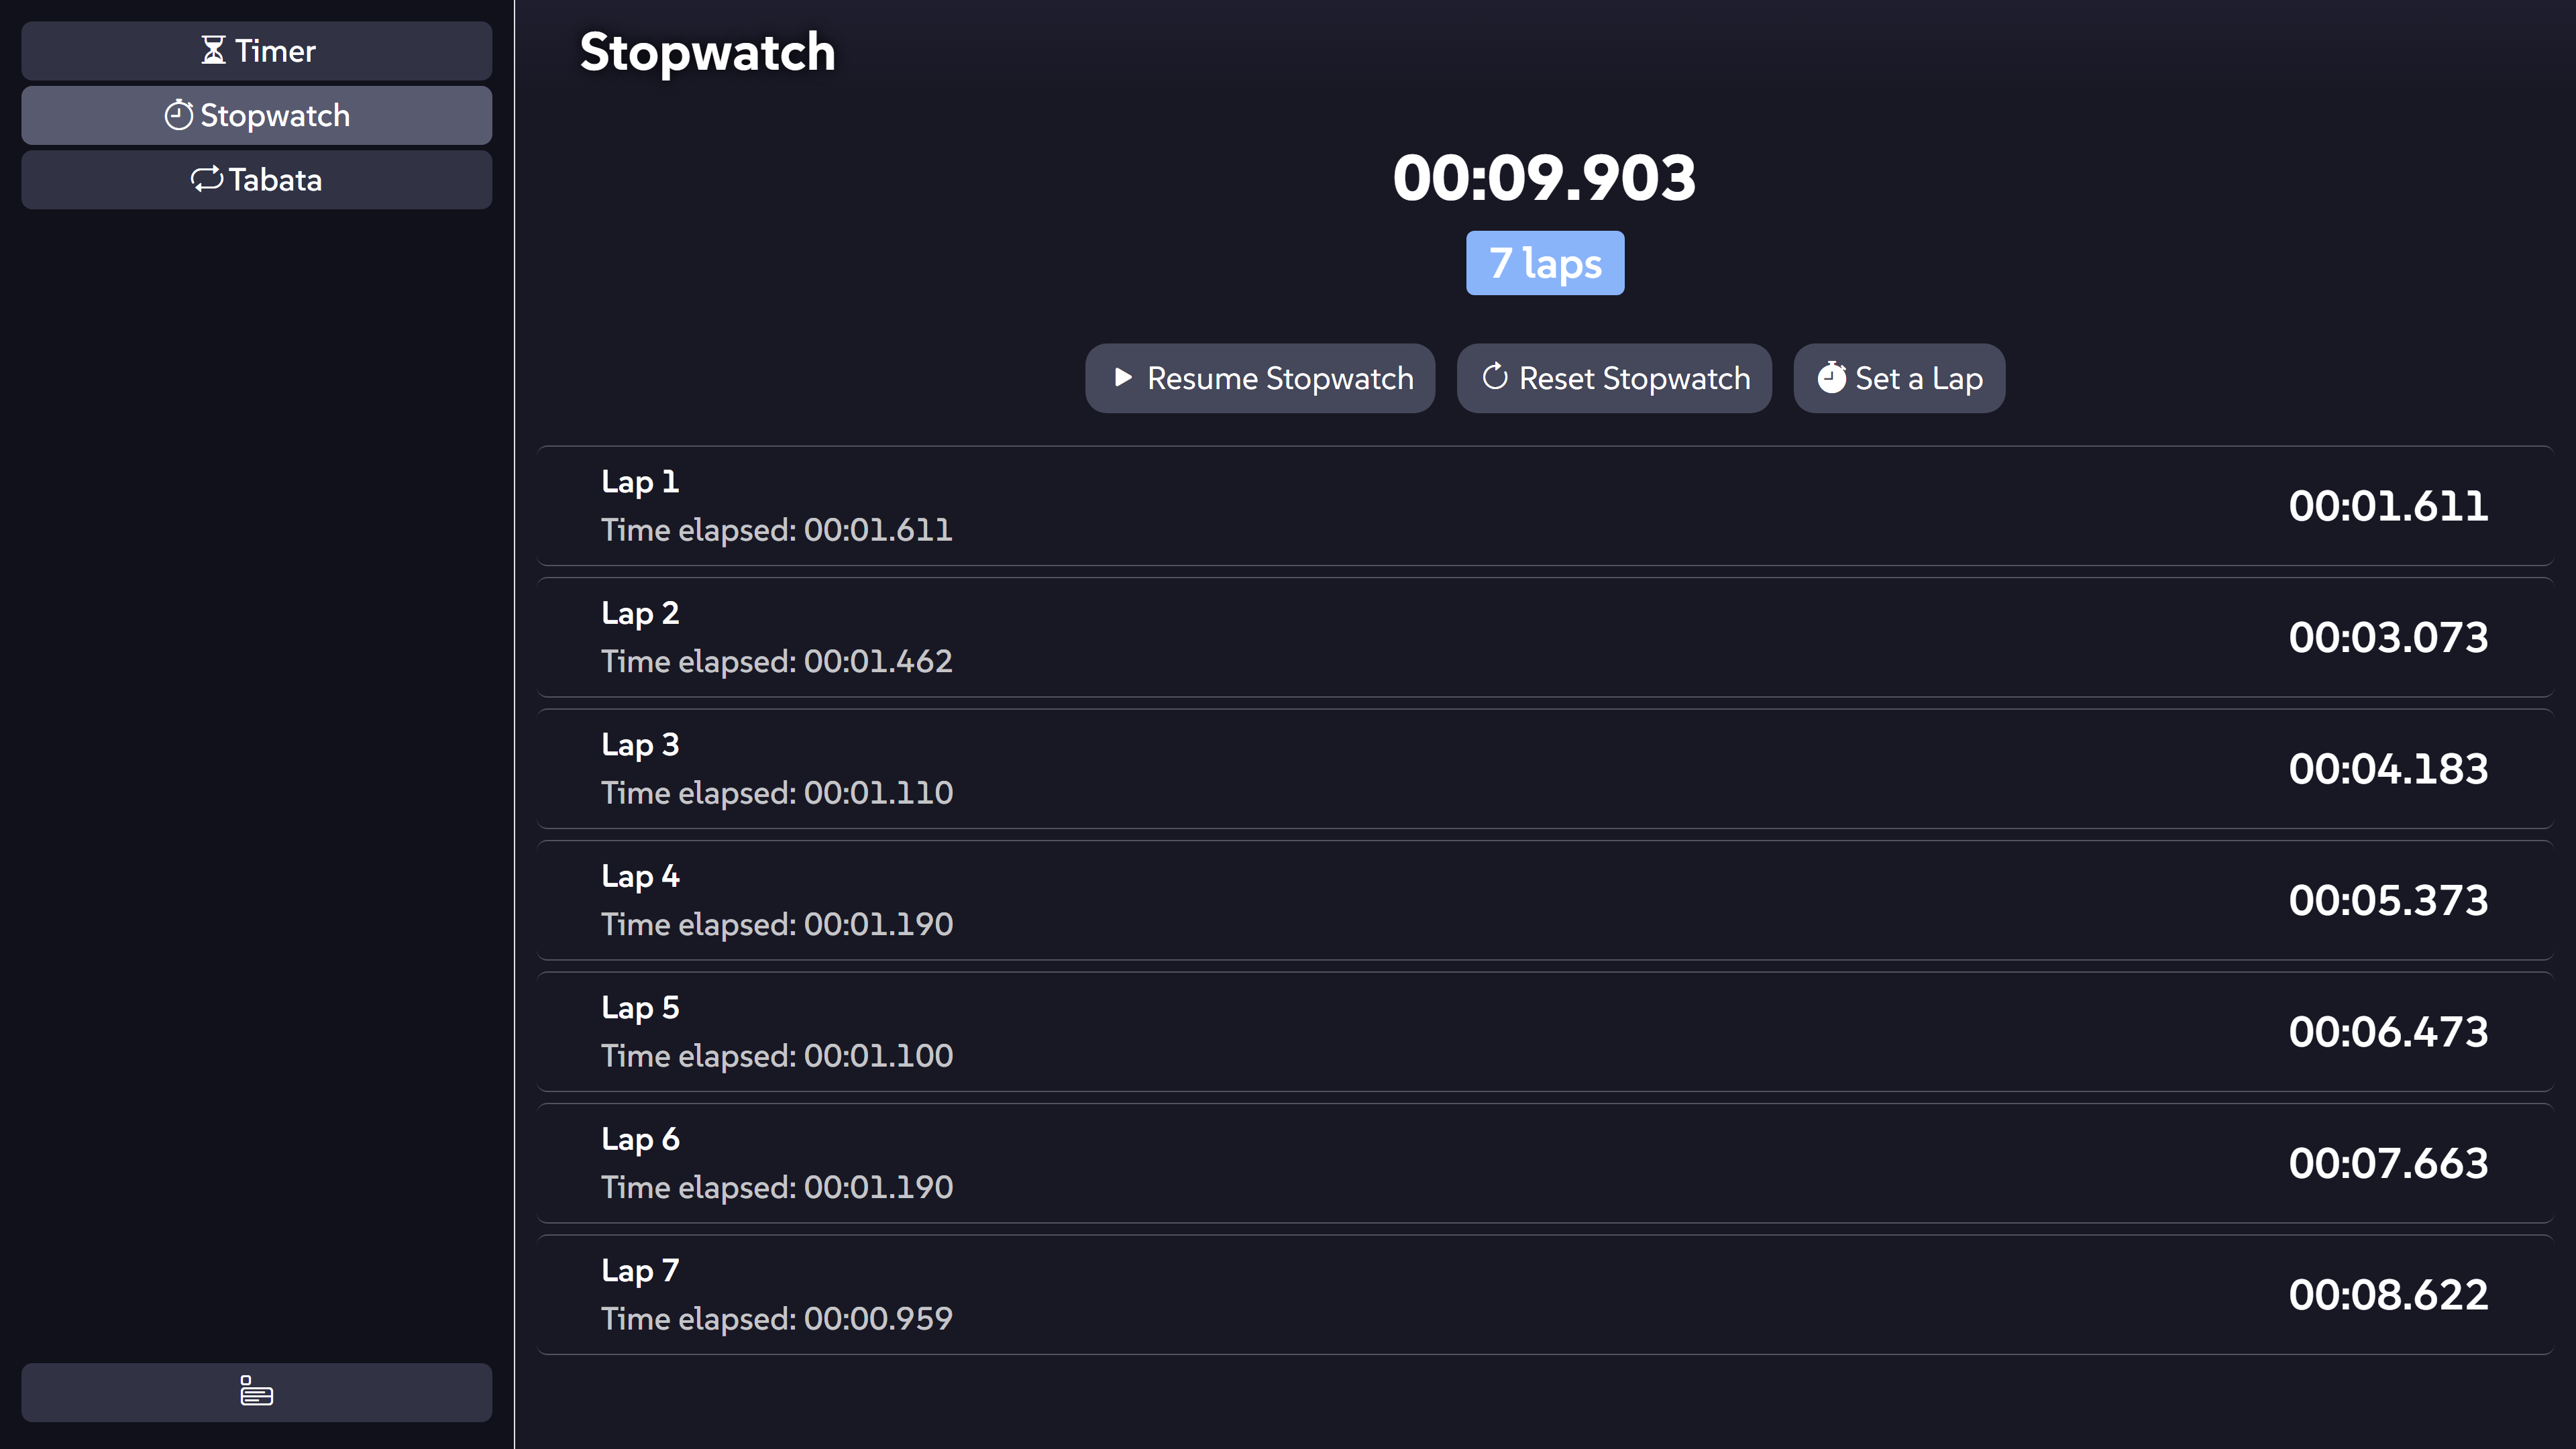 Timer
Stopwatch
Tabata
Stopwatch
00:09.903
7 laps
Resume Stopwatch
Reset Stopwatch
Set a Lap
Lap 1
Time elapsed: 00:01.611
00:01.611
Lap 2
Time elapsed: 00:01.462
00:03.073
Lap 3
Time elapsed: 00:01.110
00:04.183
Lap 4
Time elapsed: 00:01.190
00:05.373
Lap 5
Time elapsed: 00:01.100
00:06.473
Lap 6
Time elapsed: 00:01.190
00:07.663
Lap 7
Time elapsed: 00:00.959
00:08.622